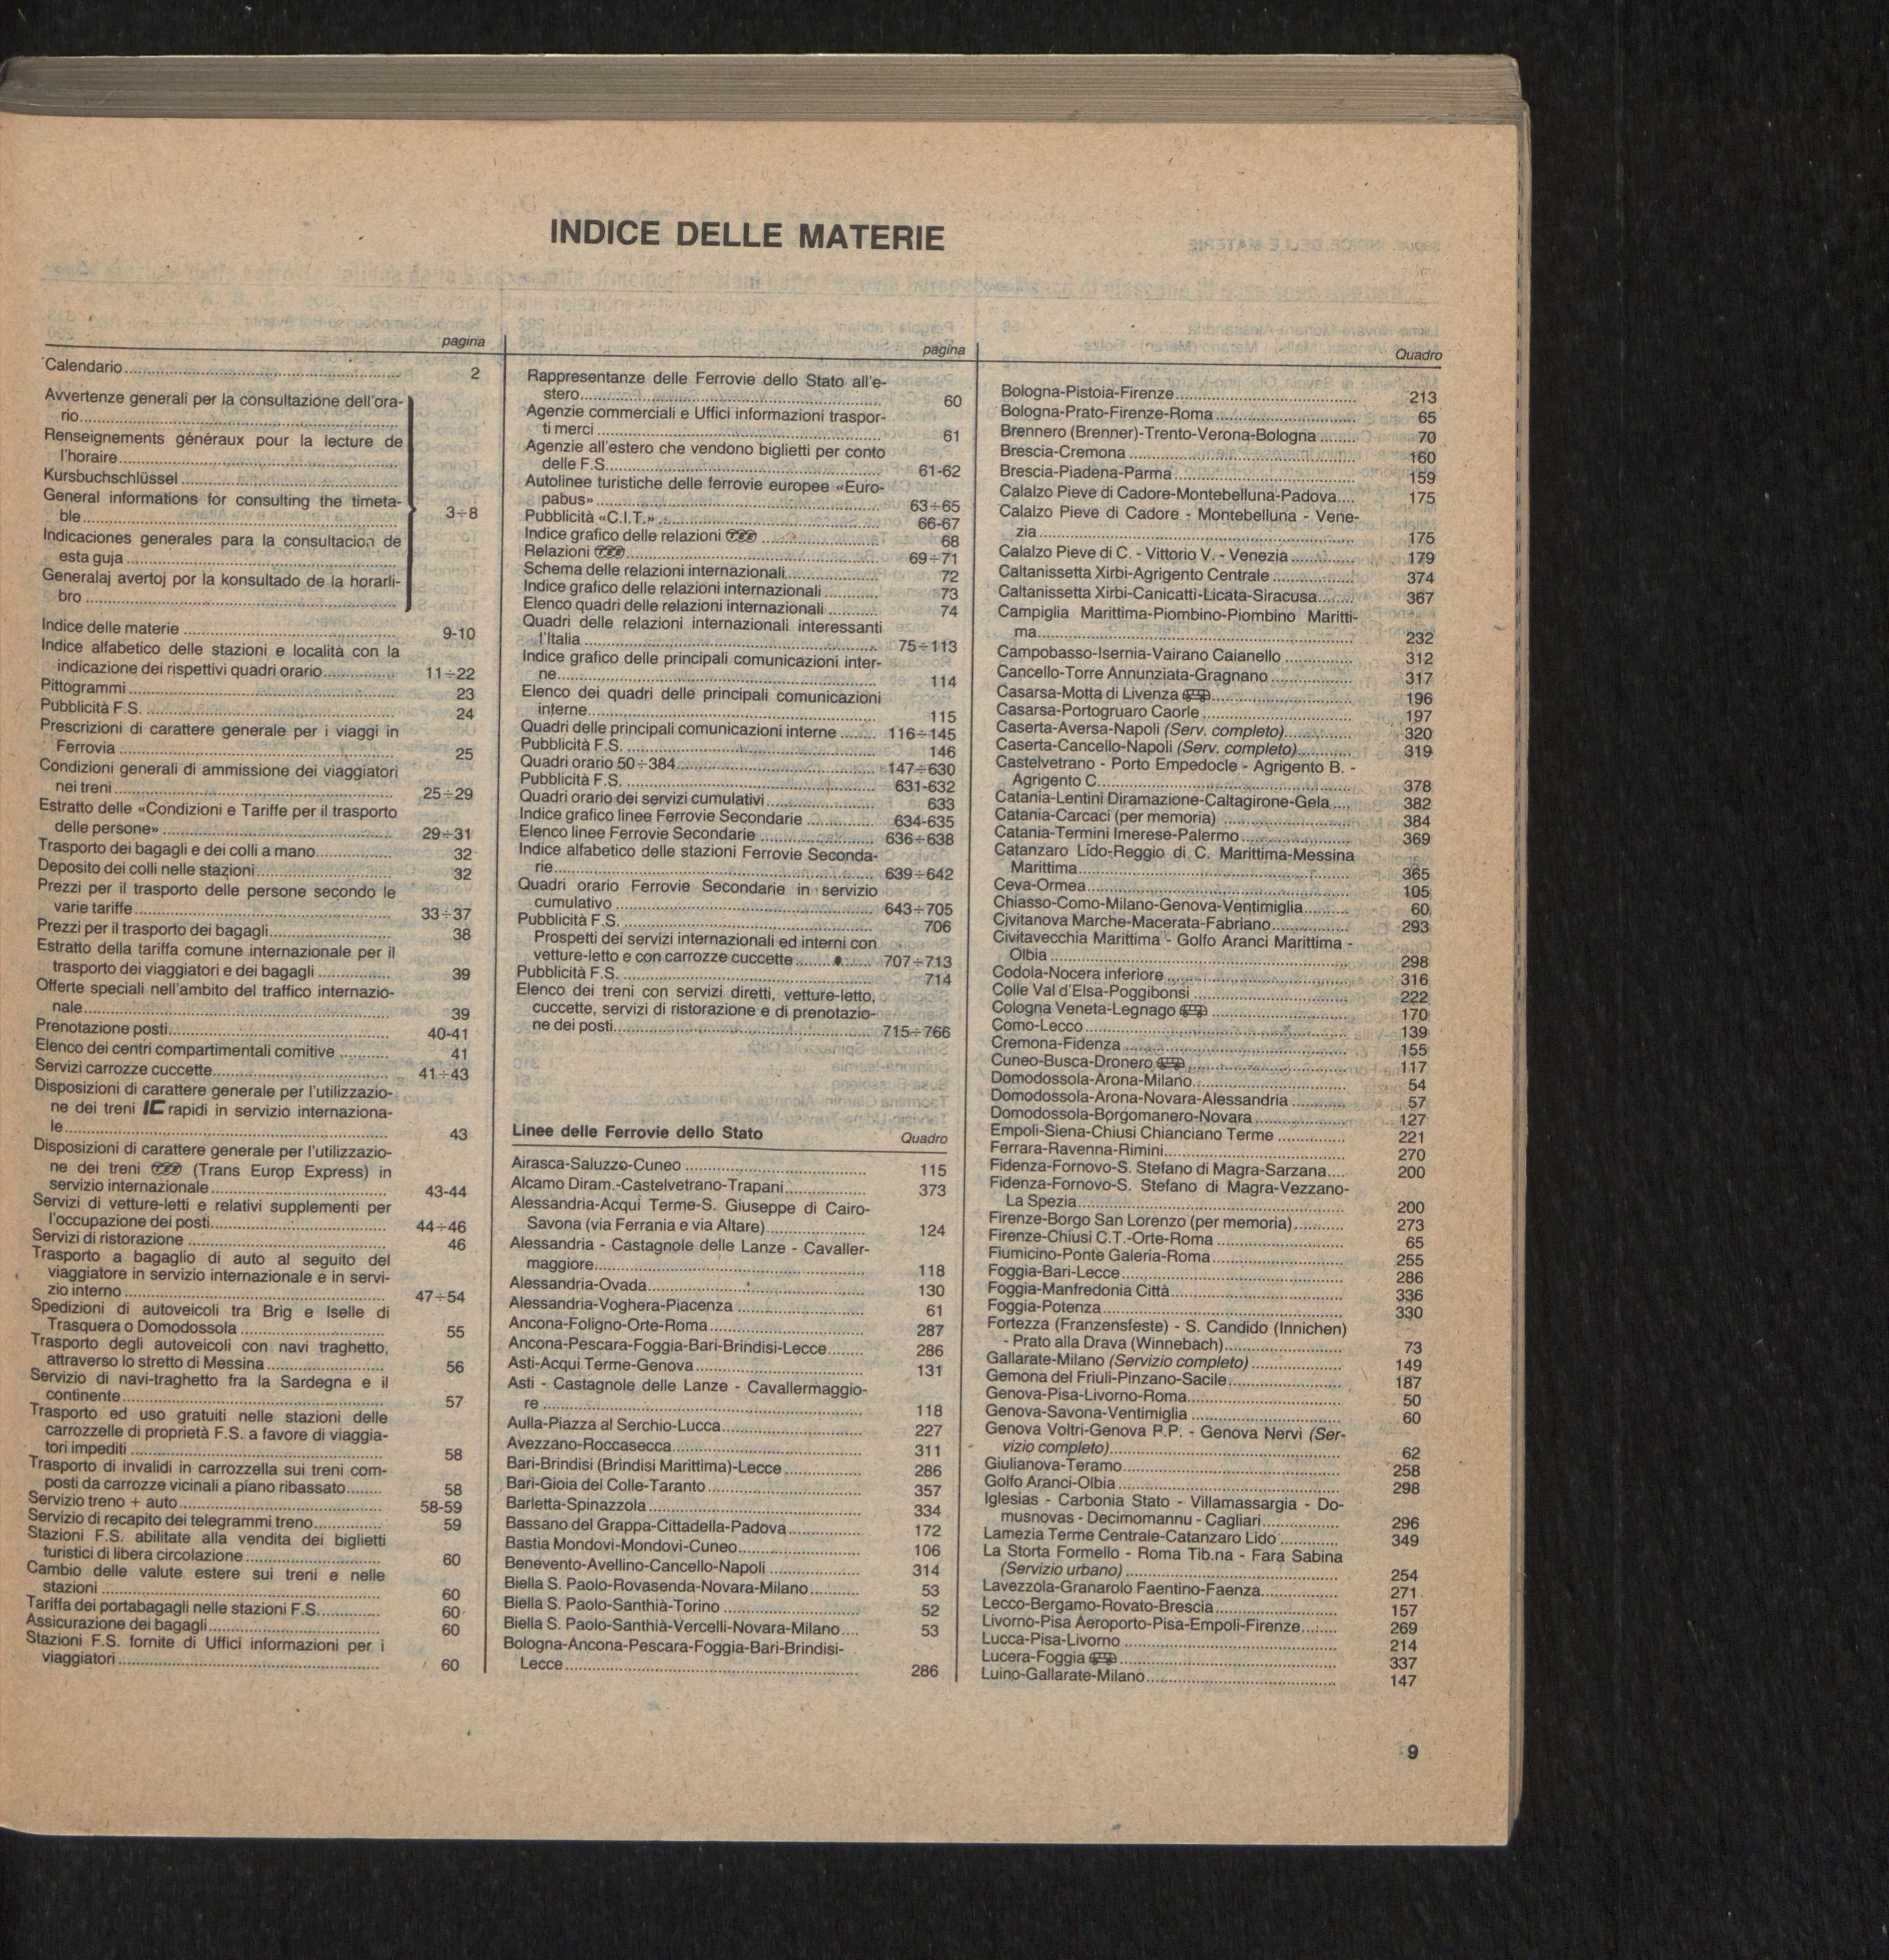 INDICE DELLE MATERIE
pagina
Calendario 2
Avvertenze generali per la consultazione dell'ora-
rio
Renseignements généraux pour la lecture de
l'horaire
Kursbuchschlüssel
General informations for consulting the timeta-
ble 3÷8
Indicaciones generales para la consultacion de
esta guja
Generalaj avertoj por la konsultado de la horarli-
bro
Indice delle materie 9-10
Indice alfabetico delle stazioni e località con la
indicazione dei rispettivi quadri orario 11÷22
Pittogrammi 23
Pubblicità F.S. 24
Prescrizioni di carattere generale per i viaggi in
Ferrovia 25
Condizioni generali di ammissione dei viaggiatori
nei treni 25÷29
Estratto delle «Condizioni e Tariffe per il trasporto
delle persone» 29÷31
Trasporto dei bagagli e dei colli a mano 32
Deposito dei colli nelle stazioni 32
Prezzi per il trasporto delle persone secondo le
varie tariffe 33÷37
Prezzi per il trasporto dei bagagli 38
Estratto della tariffa comune internazionale per il
trasporto dei viaggiatori e dei bagagli 39
Offerte speciali nell'ambito del traffico internazio-
nale 39
Prenotazione posti 40-41
Elenco dei centri compartimentali comitive 41
Servizi carrozze cuccette 41÷43
Disposizioni di carattere generale per l'utilizzazio-
ne dei treni IC rapidi in servizio internaziona-
le 43
Disposizioni di carattere generale per l'utilizzazio-
ne dei treni TEE (Trans Europ Express) in
servizio internazionale 43-44
Servizi di vetture-letti e relativi supplementi per
l'occupazione dei posti 44÷46
Servizi di ristorazione 46
Trasporto a bagaglio di auto al seguito del
viaggiatore in servizio internazionale e in servi-
zio interno 47÷54
Spedizioni di autoveicoli tra Brig e Iselle di
Trasquera o Domodossola 55
Trasporto degli autoveicoli con navi traghetto,
attraverso lo stretto di Messina 56
Servizio di navi-traghetto fra la Sardegna e il
continente 57
Trasporto ed uso gratuiti nelle stazioni delle
carrozzelle di proprietà F.S. a favore di viaggia-
tori impediti 58
Trasporto di invalidi in carrozzella sui treni com-
posti da carrozze vicinali a piano ribassato 58
Servizio treno + auto 58-59
Servizio di recapito dei telegrammi treno 59
Stazioni F.S. abilitate alla vendita dei biglietti
turistici di libera circolazione 60
Cambio delle valute estere sui treni e nelle
stazioni 60
Tariffa dei portabagagli nelle stazioni F.S. 60
Assicurazione dei bagagli 60
Stazioni F.S. fornite di Uffici informazioni per i
viaggiatori 60
pagina
Rappresentanze delle Ferrovie dello Stato all'e-
stero 60
Agenzie commerciali e Uffici informazioni traspor-
ti merci 61
Agenzie all'estero che vendono biglietti per conto
delle F.S. 61-62
Autolinee turistiche delle ferrovie europee «Euro-
pabus» 63÷65
Pubblicità «C.I.T.» 66-67
Indice grafico delle relazioni TEE 68
Relazioni TEE 69÷71
Schema delle relazioni internazionali 72
Indice grafico delle relazioni internazionali 73
Elenco quadri delle relazioni internazionali 74
Quadri delle relazioni internazionali interessanti
l'Italia 75÷113
Indice grafico delle principali comunicazioni inter-
ne 114
Elenco dei quadri delle principali comunicazioni
interne 115
Quadri delle principali comunicazioni interne 116÷145
Pubblicità F.S. 146
Quadri orario 50÷384 147÷630
Pubblicità F.S. 631-632
Quadri orario dei servizi cumulativi 633
Indice grafico linee Ferrovie Secondarie 634-635
Elenco linee Ferrovie Secondarie 636÷638
Indice alfabetico delle stazioni Ferrovie Seconda-
rie 639÷642
Quadri orario Ferrovie Secondarie in servizio
cumulativo 643÷705
Pubblicità F.S. 706
Prospetti dei servizi internazionali ed interni con
vetture-letto e con carrozze cuccette 707÷713
Pubblicità F.S. 714
Elenco dei treni con servizi diretti, vetture-letto,
cuccette, servizi di ristorazione e di prenotazio-
ne dei posti 715÷766
Linee delle Ferrovie dello Stato Quadro
Airasca-Saluzzo-Cuneo 115
Alcamo Diram.-Castelvetrano-Trapani 373
Alessandria-Acqui Terme-S. Giuseppe di Cairo-
Savona (via Ferrania e via Altare) 124
Alessandria - Castagnole delle Lanze - Cavaller-
maggiore 118
Alessandria-Ovada 130
Alessandria-Voghera-Piacenza 61
Ancona-Foligno-Orte-Roma 287
Ancona-Pescara-Foggia-Bari-Brindisi-Lecce 286
Asti-Acqui Terme-Genova 131
Asti - Castagnole delle Lanze - Cavallermaggio-
re 118
Aulla-Piazza al Serchio-Lucca 227
Avezzano-Roccasecca 311
Bari-Brindisi (Brindisi Marittima)-Lecce 286
Bari-Gioia del Colle-Taranto 357
Barletta-Spinazzola 334
Bassano del Grappa-Cittadella-Padova 172
Bastia Mondovì-Mondovì-Cuneo 106
Benevento-Avellino-Cancello-Napoli 314
Biella S. Paolo-Rovasenda-Novara-Milano 53
Biella S. Paolo-Santhià-Torino 52
Biella S. Paolo-Santhià-Vercelli-Novara-Milano 53
Bologna-Ancona-Pescara-Foggia-Bari-Brindisi-
Lecce 286
Quadro
Bologna-Pistoia-Firenze 213
Bologna-Prato-Firenze-Roma 65
Brennero (Brenner)-Trento-Verona-Bologna 70
Brescia-Cremona 160
Brescia-Piadena-Parma 159
Calalzo Pieve di Cadore-Montebelluna-Padova 175
Calalzo Pieve di Cadore - Montebelluna - Vene-
zia 175
Calalzo Pieve di C. - Vittorio V. - Venezia 179
Caltanissetta Xirbi-Agrigento Centrale 374
Caltanissetta Xirbi-Canicatti-Licata-Siracusa 367
Campiglia Marittima-Piombino-Piombino Maritti-
ma 232
Campobasso-Isernia-Vairano Caianello 312
Cancello-Torre Annunziata-Gragnano 317
Casarsa-Motta di Livenza 196
Casarsa-Portogruaro Caorle 197
Caserta-Aversa-Napoli (Serv. completo) 320
Caserta-Cancello-Napoli (Serv. completo) 319
Castelvetrano - Porto Empedocle - Agrigento B. -
Agrigento C. 378
Catania-Lentini Diramazione-Caltagirone-Gela 382
Catania-Carcaci (per memoria) 384
Catania-Termini Imerese-Palermo 369
Catanzaro Lido-Reggio di C. Marittima-Messina
Marittima 365
Ceva-Ormea 105
Chiasso-Como-Milano-Genova-Ventimiglia 60
Civitanova Marche-Macerata-Fabriano 293
Civitavecchia Marittima - Golfo Aranci Marittima -
Olbia 298
Codola-Nocera inferiore 316
Colle Val d'Elsa-Poggibonsi 222
Cologna Veneta-Legnago 170
Como-Lecco 139
Cremona-Fidenza 155
Cuneo-Busca-Dronero 117
Domodossola-Arona-Milano 54
Domodossola-Arona-Novara-Alessandria 57
Domodossola-Borgomanero-Novara 127
Empoli-Siena-Chiusi Chianciano Terme 221
Ferrara-Ravenna-Rimini 270
Fidenza-Fornovo-S. Stefano di Magra-Sarzana 200
Fidenza-Fornovo-S. Stefano di Magra-Vezzano-
La Spezia 200
Firenze-Borgo San Lorenzo (per memoria) 273
Firenze-Chiusi C.T.-Orte-Roma 65
Fiumicino-Ponte Galeria-Roma 255
Foggia-Bari-Lecce 286
Foggia-Manfredonia Città 336
Foggia-Potenza 330
Fortezza (Franzensfeste) - S. Candido (Innichen)
- Prato alla Drava (Winnebach) 73
Gallarate-Milano (Servizio completo) 149
Gemona del Friuli-Pinzano-Sacile 187
Genova-Pisa-Livorno-Roma 50
Genova-Savona-Ventimiglia 60
Genova Voltri-Genova P.P. - Genova Nervi (Ser-
vizio completo) 62
Giulianova-Teramo 258
Golfo Aranci-Olbia 298
Iglesias - Carbonia Stato - Villamassargia - Do-
musnovas - Decimomannu - Cagliari 296
Lamezia Terme Centrale-Catanzaro Lido 349
La Storta Formello - Roma Tib.na - Fara Sabina
(Servizio urbano) 254
Lavezzola-Granarolo Faentino-Faenza 271
Lecco-Bergamo-Rovato-Brescia 157
Livorno-Pisa Aeroporto-Pisa-Empoli-Firenze 269
Lucca-Pisa-Livorno 214
Lucera-Foggia 337
Luino-Gallarate-Milano 147
9